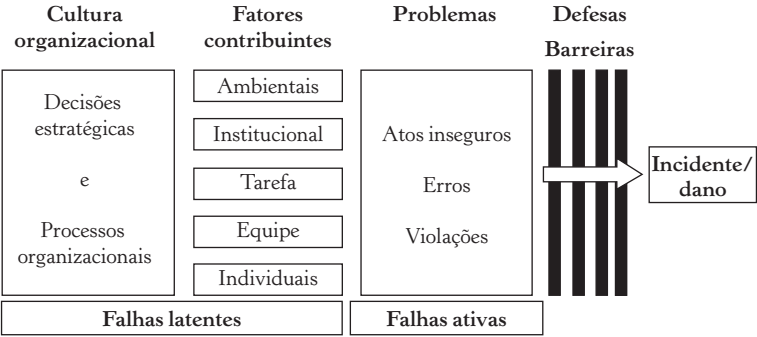 Cultura
organizacional
Fatores
contribuintes
Problemas
Defesas
Barreiras
Decisões
estratégicas
e
Processos
organizacionais
Ambientais
Institucional
Tarefa
Equipe
Individuais
Atos inseguros
Erros
Violações
Incidente/
dano
Falhas latentes
Falhas ativas